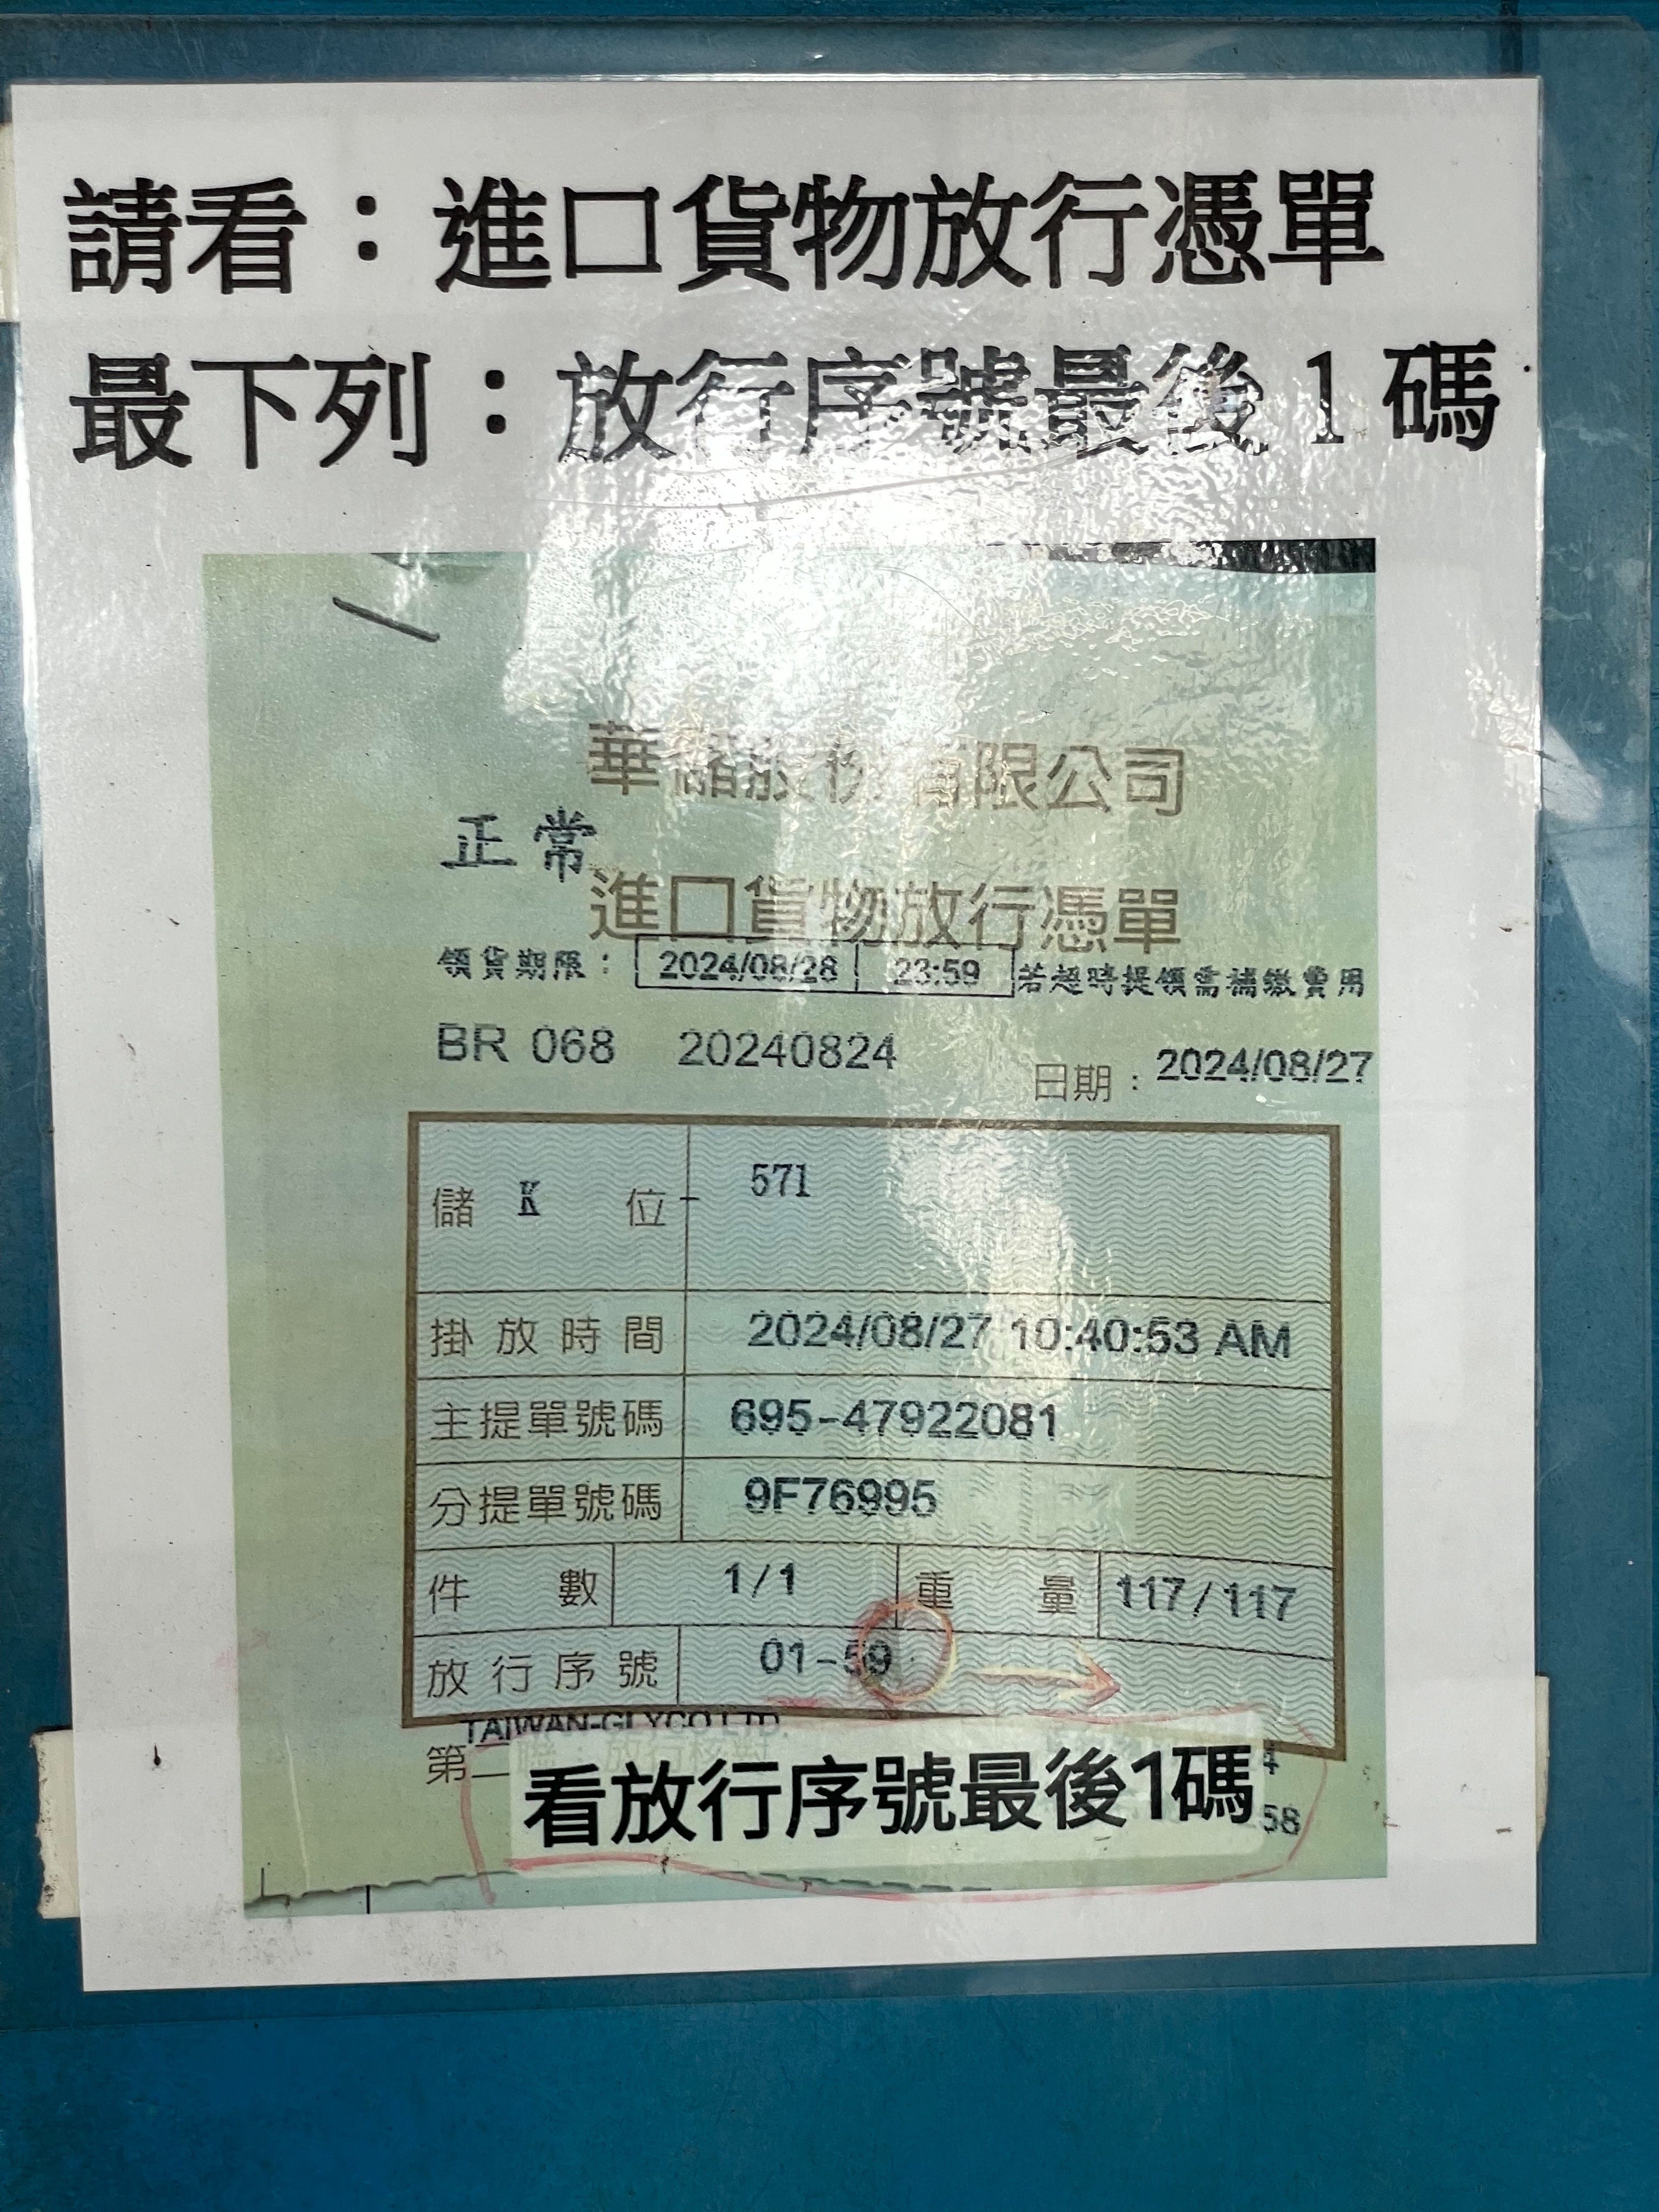 請看：進口貨物放行憑單
最下列：放行序號最後1碼
華儲股份有限公司
正常
進口貨物放行憑單
領貨期限： 2024/08/28 23:59 若超時提領需補繳費用
BR 068 20240824 日期：2024/08/27
儲 K 位 - 571
掛放時間 2024/08/27 10:40:53 AM
主提單號碼 695-47922081
分提單號碼 9F76995
件數 1/1 重量 117/117
放行序號 01-59
TAIWAN-GLYCO LTD.
第二
看放行序號最後1碼
58